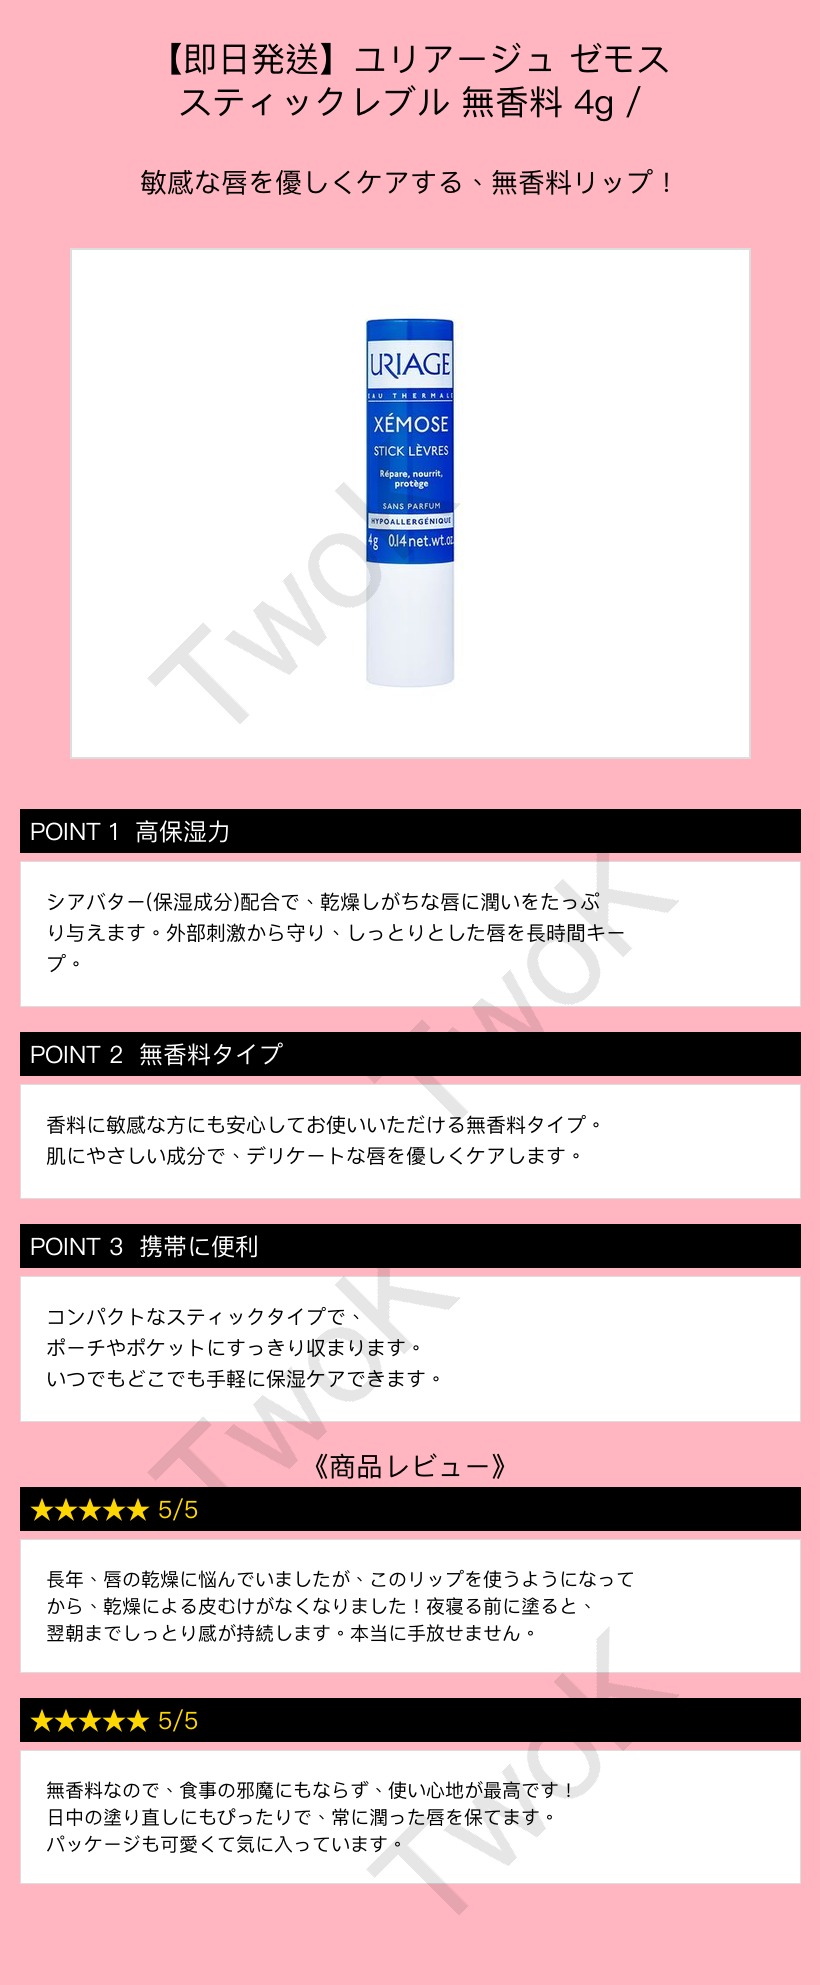 【即日発送】ユリアージュ ゼモス
スティックレブル 無香料 4g /
敏感な唇を優しくケアする、無香料リップ！
URIAGE
EAU THERMALE
XÉMOSE
STICK LÈVRES
Répare, nourrit,
protège
SANS PARFUM
HYPOALLERGÉNIQUE
4g 0.14net.wt.oz
TwoK
POINT 1 高保湿力
シアバター(保湿成分)配合で、乾燥しがちな唇に潤いをたっぷ
り与えます。外部刺激から守り、しっとりとした唇を長時間キー
プ。
TwoK
POINT 2 無香料タイプ
香料に敏感な方にも安心してお使いいただける無香料タイプ。
肌にやさしい成分で、デリケートな唇を優しくケアします。
POINT 3 携帯に便利
コンパクトなスティックタイプで、
ポーチやポケットにすっきり収まります。
いつでもどこでも手軽に保湿ケアできます。
TwoK
《商品レビュー》
★★★★★ 5/5
長年、唇の乾燥に悩んでいましたが、このリップを使うようになって
から、乾燥による皮むけがなくなりました！夜寝る前に塗ると、
翌朝までしっとり感が持続します。本当に手放せません。
★★★★★ 5/5
無香料なので、食事の邪魔にもならず、使い心地が最高です！
日中の塗り直しにもぴったりで、常に潤った唇を保てます。
パッケージも可愛くて気に入っています。
TwoK